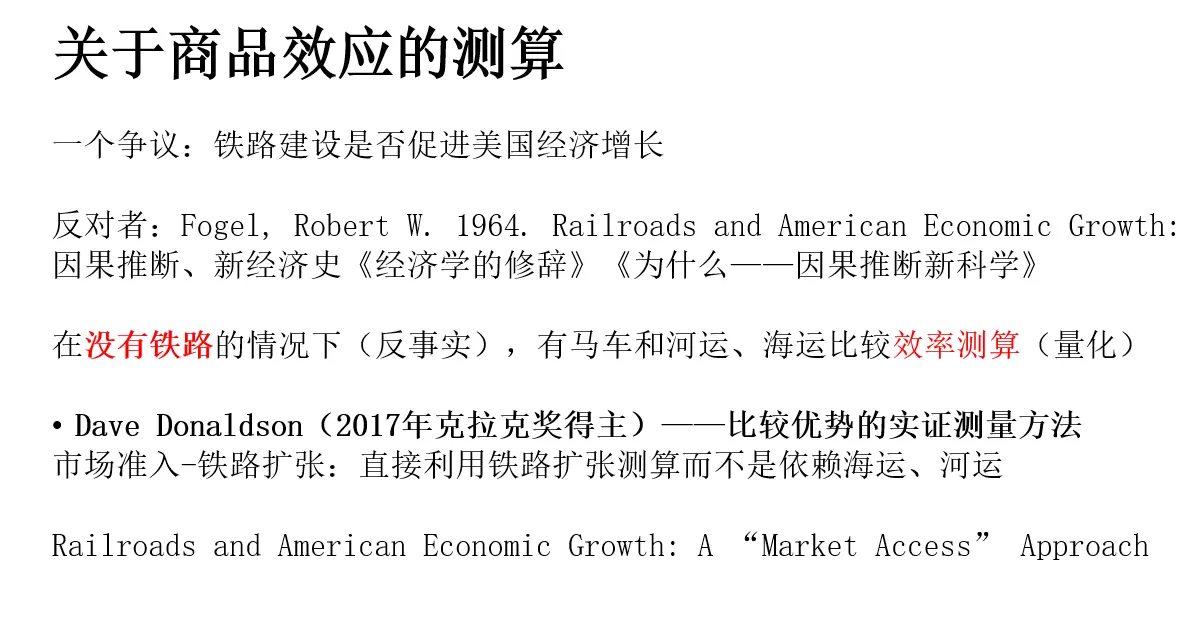 关于商品效应的测算
一个争议：铁路建设是否促进美国经济增长
反对者：Fogel, Robert W. 1964. Railroads and American Economic Growth:
因果推断、新经济史《经济学的修辞》《为什么——因果推断新科学》
在没有铁路的情况下（反事实），有马车和河运、海运比较效率测算（量化）
• Dave Donaldson（2017年克拉克奖得主）——比较优势的实证测量方法
市场准入-铁路扩张：直接利用铁路扩张测算而不是依赖海运、河运
Railroads and American Economic Growth: A “Market Access” Approach